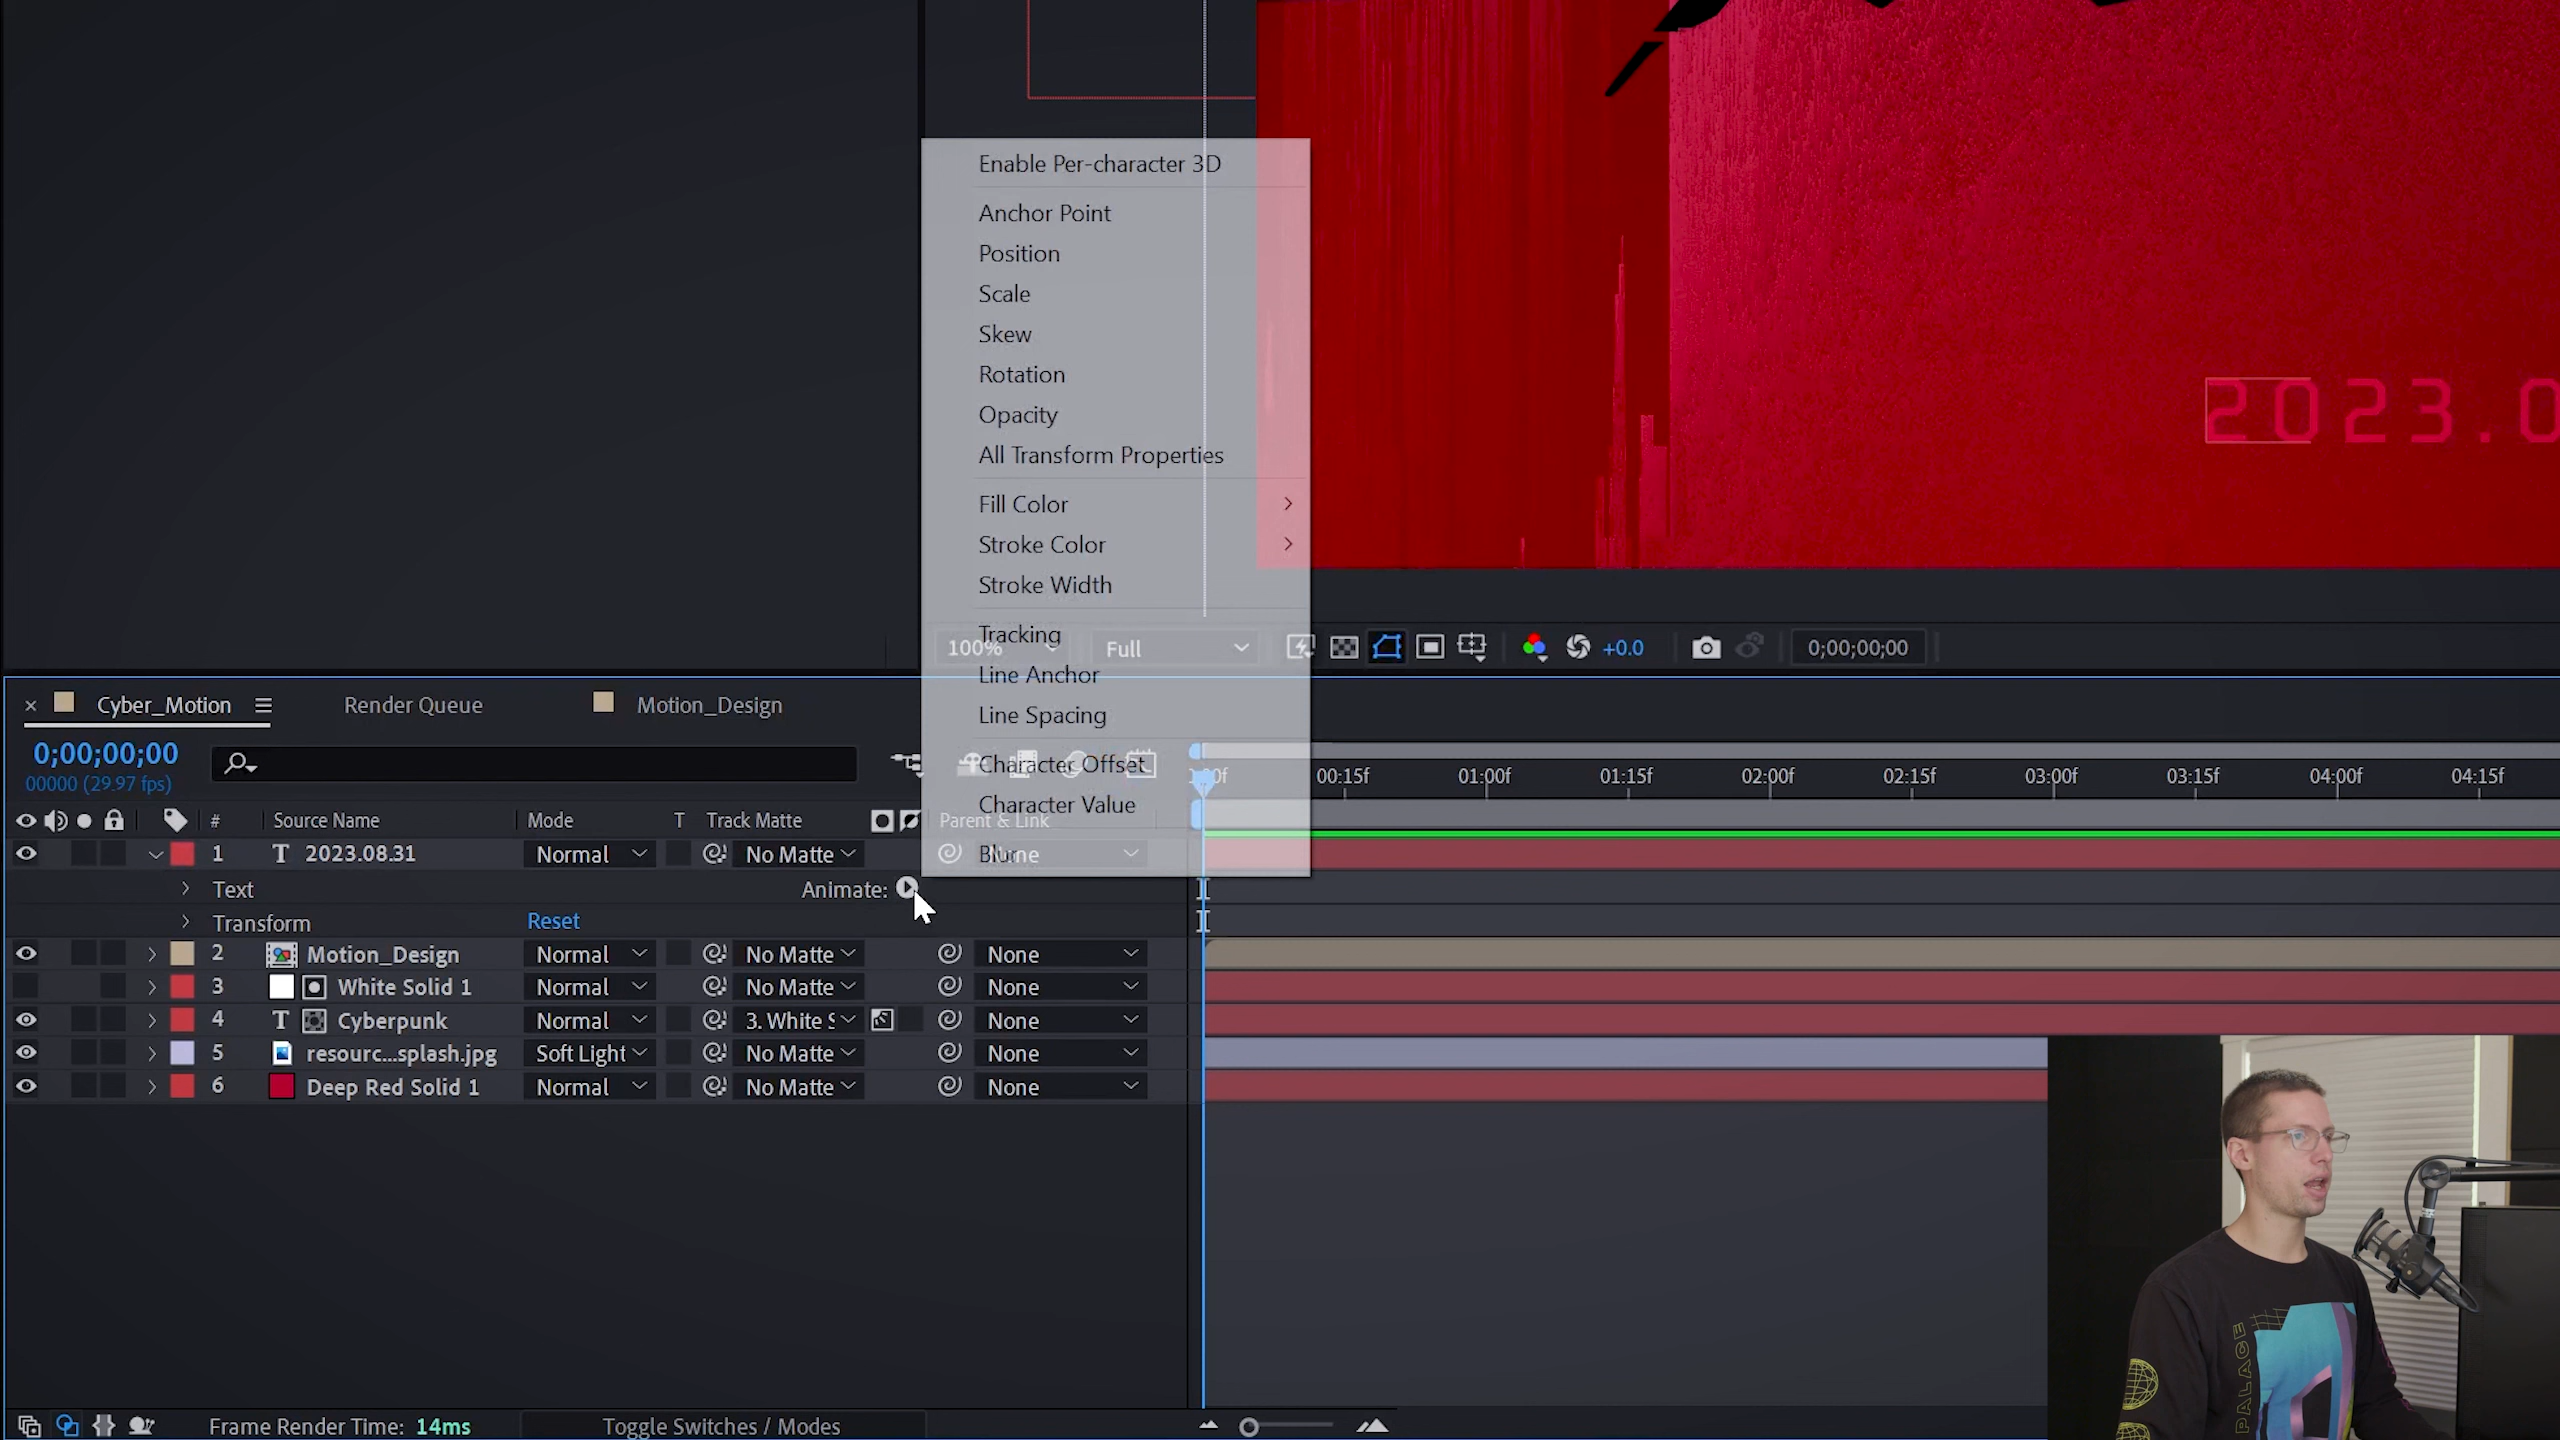 Enable Per-character 3D
Anchor Point
Position
Scale
Skew
Rotation
Opacity
All Transform Properties
Fill Color
Stroke Color
Stroke Width
Tracking
Line Anchor
Line Spacing
Character Offset
Character Value
Blur
2023.0
100% Full +0.0 0;00;00;00
Cyber_Motion Render Queue Motion_Design
0;00;00;00
00000 (29.97 fps)
00:15f 01:00f 01:15f 02:00f 02:15f 03:00f 03:15f 04:00f 04:15f
# Source Name Mode T Track Matte Parent & Link
1 T 2023.08.31 Normal No Matte None
Text Animate:
Transform Reset
2 Motion_Design Normal No Matte None
3 White Solid 1 Normal No Matte None
4 T Cyberpunk Normal 3. White S None
5 resourc...splash.jpg Soft Light No Matte None
6 Deep Red Solid 1 Normal No Matte None
PALACE
Frame Render Time: 14ms Toggle Switches / Modes